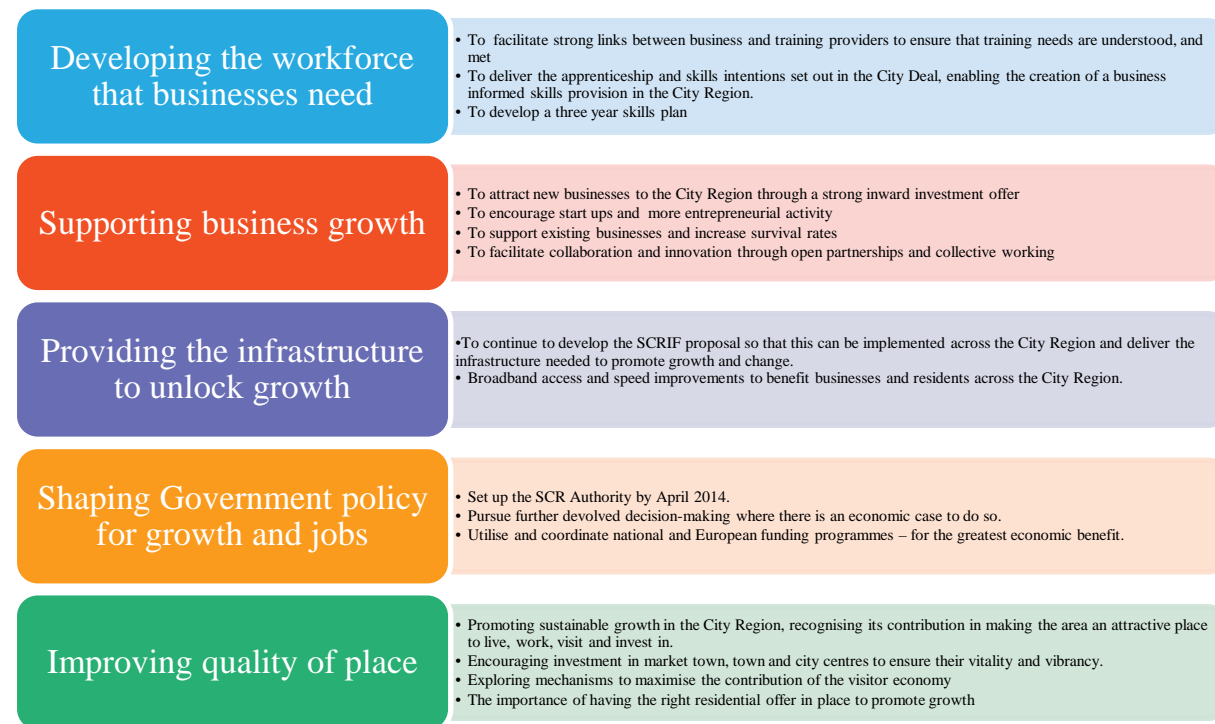 Developing the workforce
that businesses need
• To facilitate strong links between business and training providers to ensure that training needs are understood, and
met
• To deliver the apprenticeship and skills intentions set out in the City Deal, enabling the creation of a business
informed skills provision in the City Region.
• To develop a three year skills plan
Supporting business growth
• To attract new businesses to the City Region through a strong inward investment offer
• To encourage start ups and more entrepreneurial activity
• To support existing businesses and increase survival rates
• To facilitate collaboration and innovation through open partnerships and collective working
Providing the infrastructure
to unlock growth
•To continue to develop the SCRIF proposal so that this can be implemented across the City Region and deliver the
infrastructure needed to promote growth and change.
• Broadband access and speed improvements to benefit businesses and residents across the City Region.
Shaping Government policy
for growth and jobs
• Set up the SCR Authority by April 2014.
• Pursue further devolved decision-making where there is an economic case to do so.
• Utilise and coordinate national and European funding programmes – for the greatest economic benefit.
Improving quality of place
• Promoting sustainable growth in the City Region, recognising its contribution in making the area an attractive place
to live, work, visit and invest in.
• Encouraging investment in market town, town and city centres to ensure their vitality and vibrancy.
• Exploring mechanisms to maximise the contribution of the visitor economy
• The importance of having the right residential offer in place to promote growth